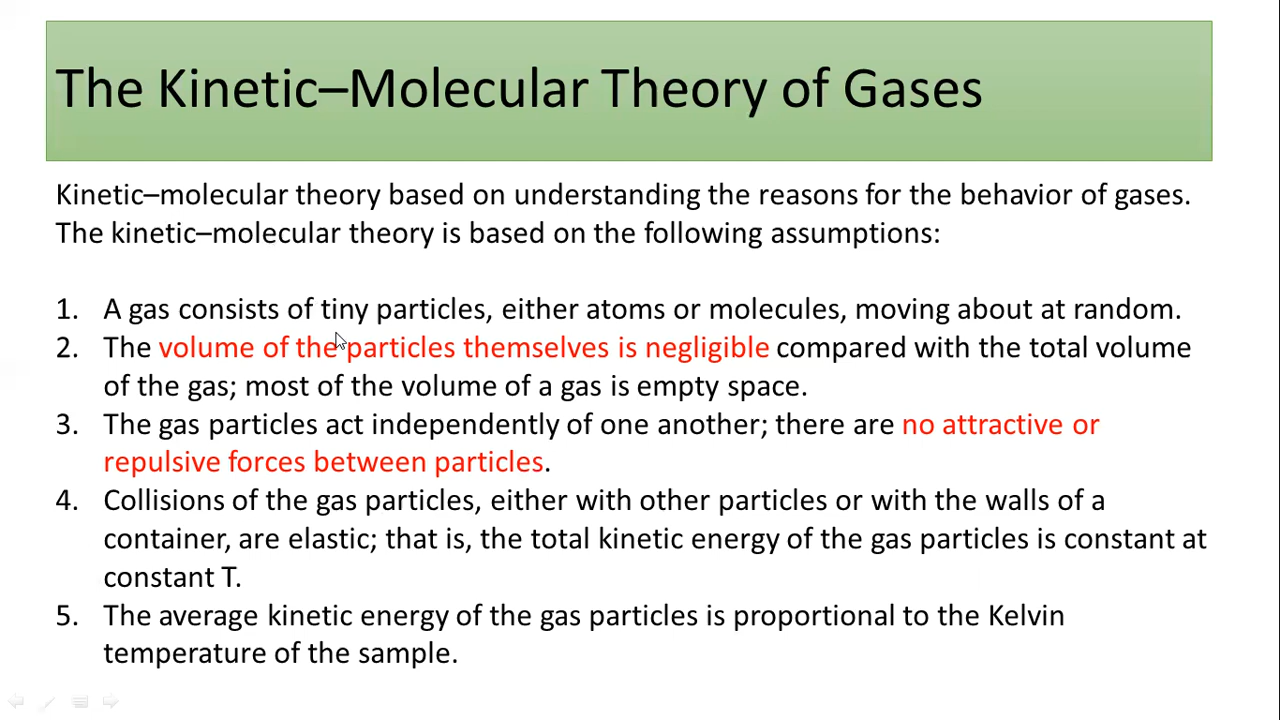 The Kinetic–Molecular Theory of Gases
Kinetic–molecular theory based on understanding the reasons for the behavior of gases.
The kinetic–molecular theory is based on the following assumptions:
1. A gas consists of tiny particles, either atoms or molecules, moving about at random.
2. The volume of the particles themselves is negligible compared with the total volume
of the gas; most of the volume of a gas is empty space.
3. The gas particles act independently of one another; there are no attractive or
repulsive forces between particles.
4. Collisions of the gas particles, either with other particles or with the walls of a
container, are elastic; that is, the total kinetic energy of the gas particles is constant at
constant T.
5. The average kinetic energy of the gas particles is proportional to the Kelvin
temperature of the sample.